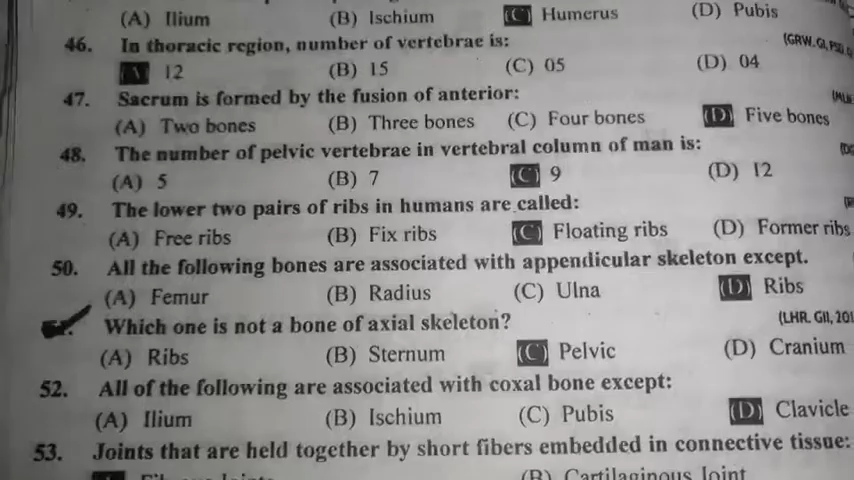 (A) Ilium (B) Ischium (C) Humerus (D) Pubis
46. In thoracic region, number of vertebrae is: (GRW. GI,
(A) 12 (B) 15 (C) 05 (D) 04
47. Sacrum is formed by the fusion of anterior:
(A) Two bones (B) Three bones (C) Four bones (D) Five bones
48. The number of pelvic vertebrae in vertebral column of man is:
(A) 5 (B) 7 (C) 9 (D) 12
49. The lower two pairs of ribs in humans are called:
(A) Free ribs (B) Fix ribs (C) Floating ribs (D) Former ribs
50. All the following bones are associated with appendicular skeleton except.
(A) Femur (B) Radius (C) Ulna (D) Ribs
Which one is not a bone of axial skeleton? (LHR. GII, 201
(A) Ribs (B) Sternum (C) Pelvic (D) Cranium
52. All of the following are associated with coxal bone except:
(A) Ilium (B) Ischium (C) Pubis (D) Clavicle
53. Joints that are held together by short fibers embedded in connective tissue:
(B) Cartilaginous Joint